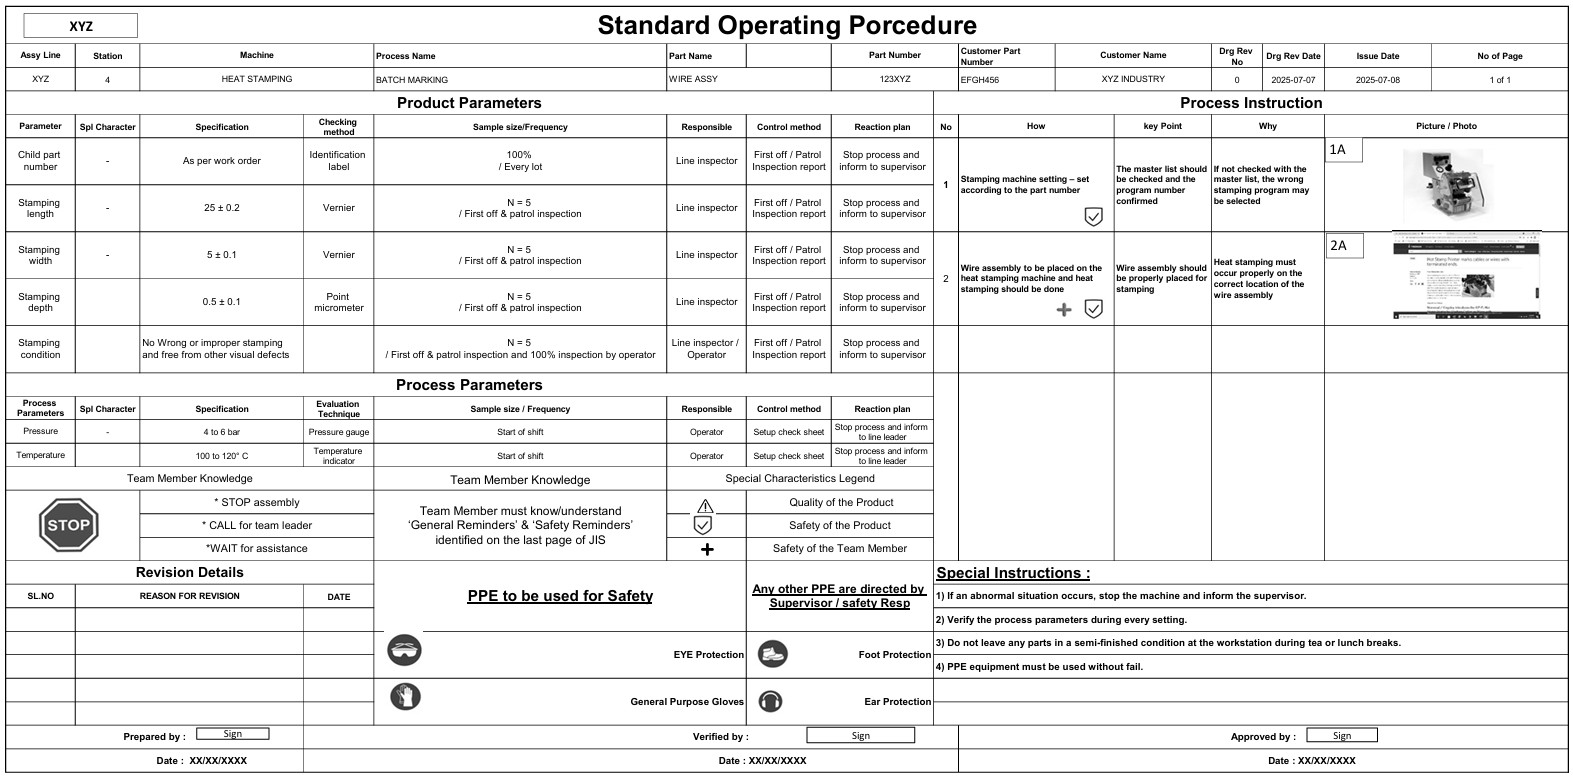 XYZ
Standard Operating Porcedure
Assy Line Station Machine Process Name Part Name Part Number Customer Part Number Customer Name Drg Rev No Drg Rev Date Issue Date No of Page
XYZ 4 HEAT STAMPING BATCH MARKING WIRE ASSY 123XYZ EFGH456 XYZ INDUSTRY 0 2025-07-07 2025-07-08 1 of 1
Product Parameters
Parameter Spl Character Specification Checking method Sample size/Frequency Responsible Control method Reaction plan
Child part number - As per work order Identification label 100% / Every lot Line inspector First off / Patrol Inspection report Stop process and inform to supervisor
Stamping length - 25 ± 0.2 Vernier N = 5 / First off & patrol inspection Line inspector First off / Patrol Inspection report Stop process and inform to supervisor
Stamping width - 5 ± 0.1 Vernier N = 5 / First off & patrol inspection Line inspector First off / Patrol Inspection report Stop process and inform to supervisor
Stamping depth 0.5 ± 0.1 Point micrometer N = 5 / First off & patrol inspection Line inspector First off / Patrol Inspection report Stop process and inform to supervisor
Stamping condition No Wrong or improper stamping and free from other visual defects N = 5 / First off & patrol inspection and 100% inspection by operator Line inspector / Operator First off / Patrol Inspection report Stop process and inform to supervisor
Process Instruction
No How key Point Why Picture / Photo
1 Stamping machine setting – set according to the part number The master list should be checked and the program number confirmed If not checked with the master list, the wrong stamping program may be selected 1A
2 Wire assembly to be placed on the heat stamping machine and heat stamping should be done Wire assembly should be properly placed for stamping Heat stamping must occur properly on the correct location of the wire assembly 2A
Process Parameters
Process Parameters Spl Character Specification Evaluation Technique Sample size / Frequency Responsible Control method Reaction plan
Pressure - 4 to 6 bar Pressure gauge Start of shift Operator Setup check sheet Stop process and inform to line leader
Temperature 100 to 120° C Temperature indicator Start of shift Operator Setup check sheet Stop process and inform to line leader
Team Member Knowledge Team Member Knowledge Special Characteristics Legend
STOP
* STOP assembly
* CALL for team leader
*WAIT for assistance
Team Member must know/understand
‘General Reminders’ & ‘Safety Reminders’
identified on the last page of JIS
Quality of the Product
Safety of the Product
Safety of the Team Member
Revision Details
SL.NO REASON FOR REVISION DATE
PPE to be used for Safety
Any other PPE are directed by
Supervisor / safety Resp
EYE Protection
Foot Protection
General Purpose Gloves
Ear Protection
Special Instructions :
1) If an abnormal situation occurs, stop the machine and inform the supervisor.
2) Verify the process parameters during every setting.
3) Do not leave any parts in a semi-finished condition at the workstation during tea or lunch breaks.
4) PPE equipment must be used without fail.
Prepared by : Sign Verified by : Sign Approved by : Sign
Date : XX/XX/XXXX Date : XX/XX/XXXX Date : XX/XX/XXXX